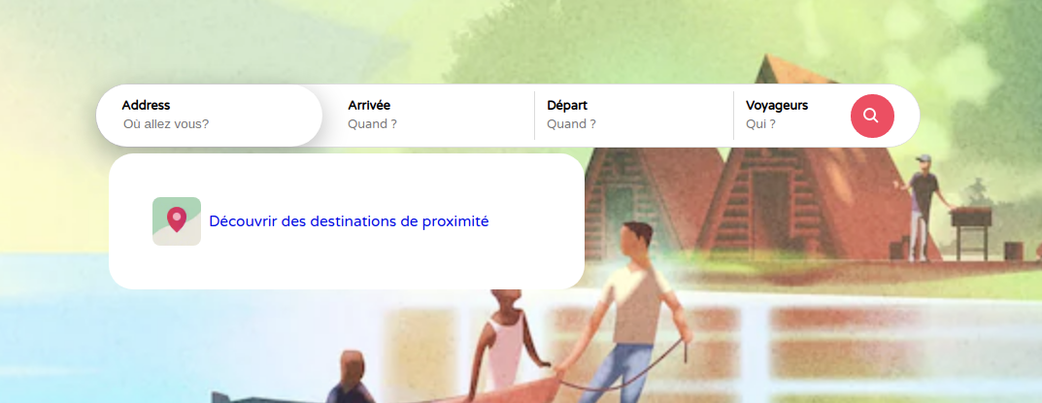 Address
Où allez vous?
Arrivée
Quand ?
Départ
Quand ?
Voyageurs
Qui ?
Découvrir des destinations de proximité